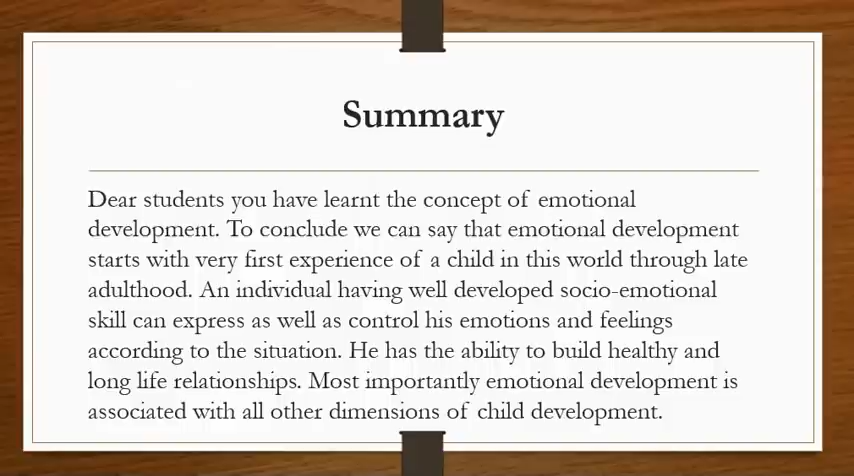 Summary
Dear students you have learnt the concept of emotional
development. To conclude we can say that emotional development
starts with very first experience of a child in this world through late
adulthood. An individual having well developed socio-emotional
skill can express as well as control his emotions and feelings
according to the situation. He has the ability to build healthy and
long life relationships. Most importantly emotional development is
associated with all other dimensions of child development.